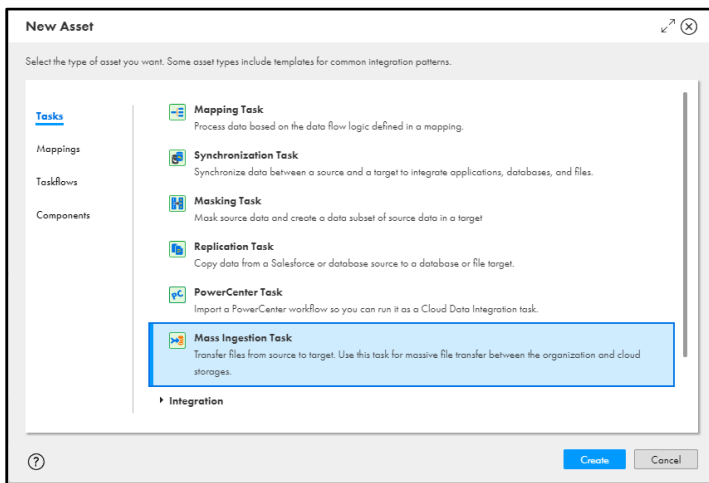 New Asset
Select the type of asset you want. Some asset types include templates for common integration patterns.
Tasks
Mappings
Taskflows
Components
Mapping Task
Process data based on the data flow logic defined in a mapping.
Synchronization Task
Synchronize data between a source and a target to integrate applications, databases, and files.
Masking Task
Mask source data and create a data subset of source data in a target
Replication Task
Copy data from a Salesforce or database source to a database or file target.
PC
PowerCenter Task
Import a PowerCenter workflow so you can run it as a Cloud Data Integration task.
Mass Ingestion Task
Transfer files from source to target. Use this task for massive file transfer between the organization and cloud
storages.
Integration
?
Create
Cancel